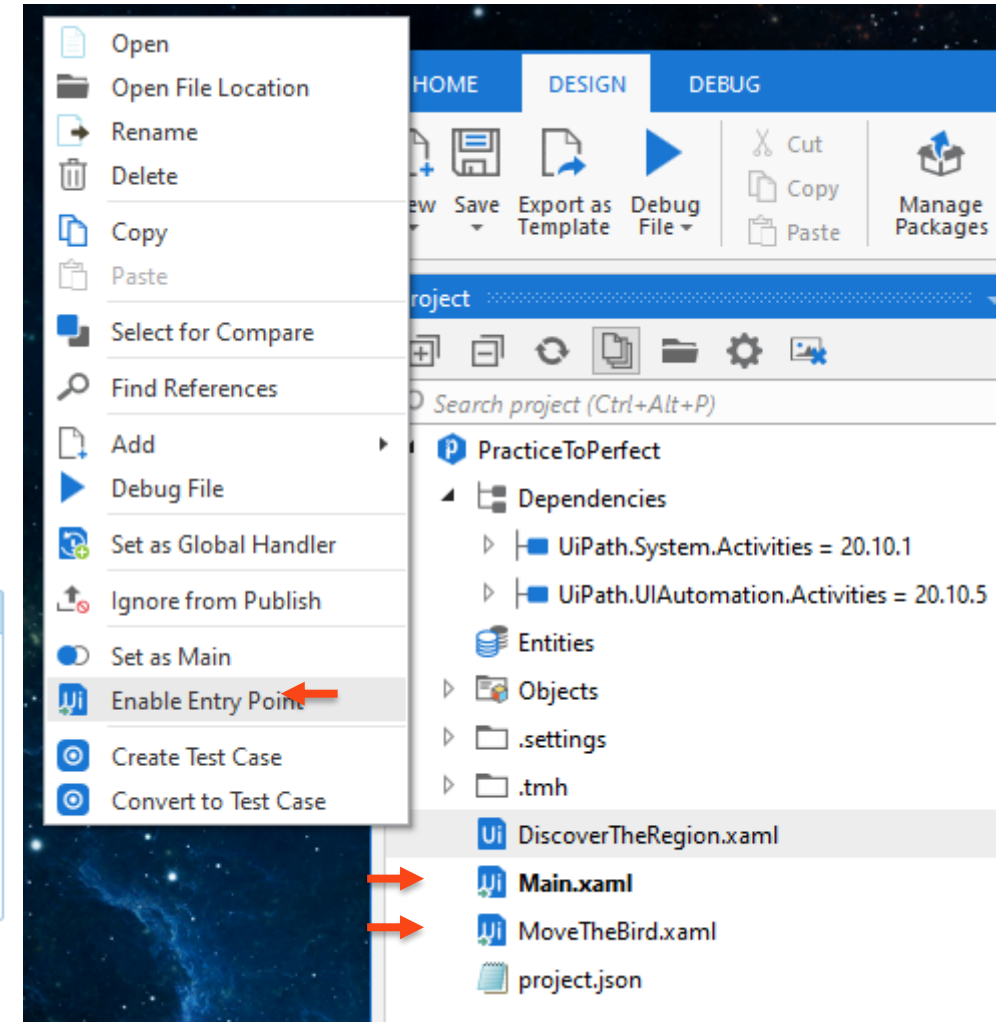 Open
Open File Location
Rename
Delete
Copy
Paste
Select for Compare
Find References
Add
Debug File
Set as Global Handler
Ignore from Publish
Set as Main
Enable Entry Point
Create Test Case
Convert to Test Case
HOME DESIGN DEBUG
ew Save Export as Template Debug File
Cut
Copy
Paste
Manage Packages
roject
Search project (Ctrl+Alt+P)
PracticeToPerfect
Dependencies
UiPath.System.Activities = 20.10.1
UiPath.UIAutomation.Activities = 20.10.5
Entities
Objects
.settings
.tmh
DiscoverTheRegion.xaml
Main.xaml
MoveTheBird.xaml
project.json